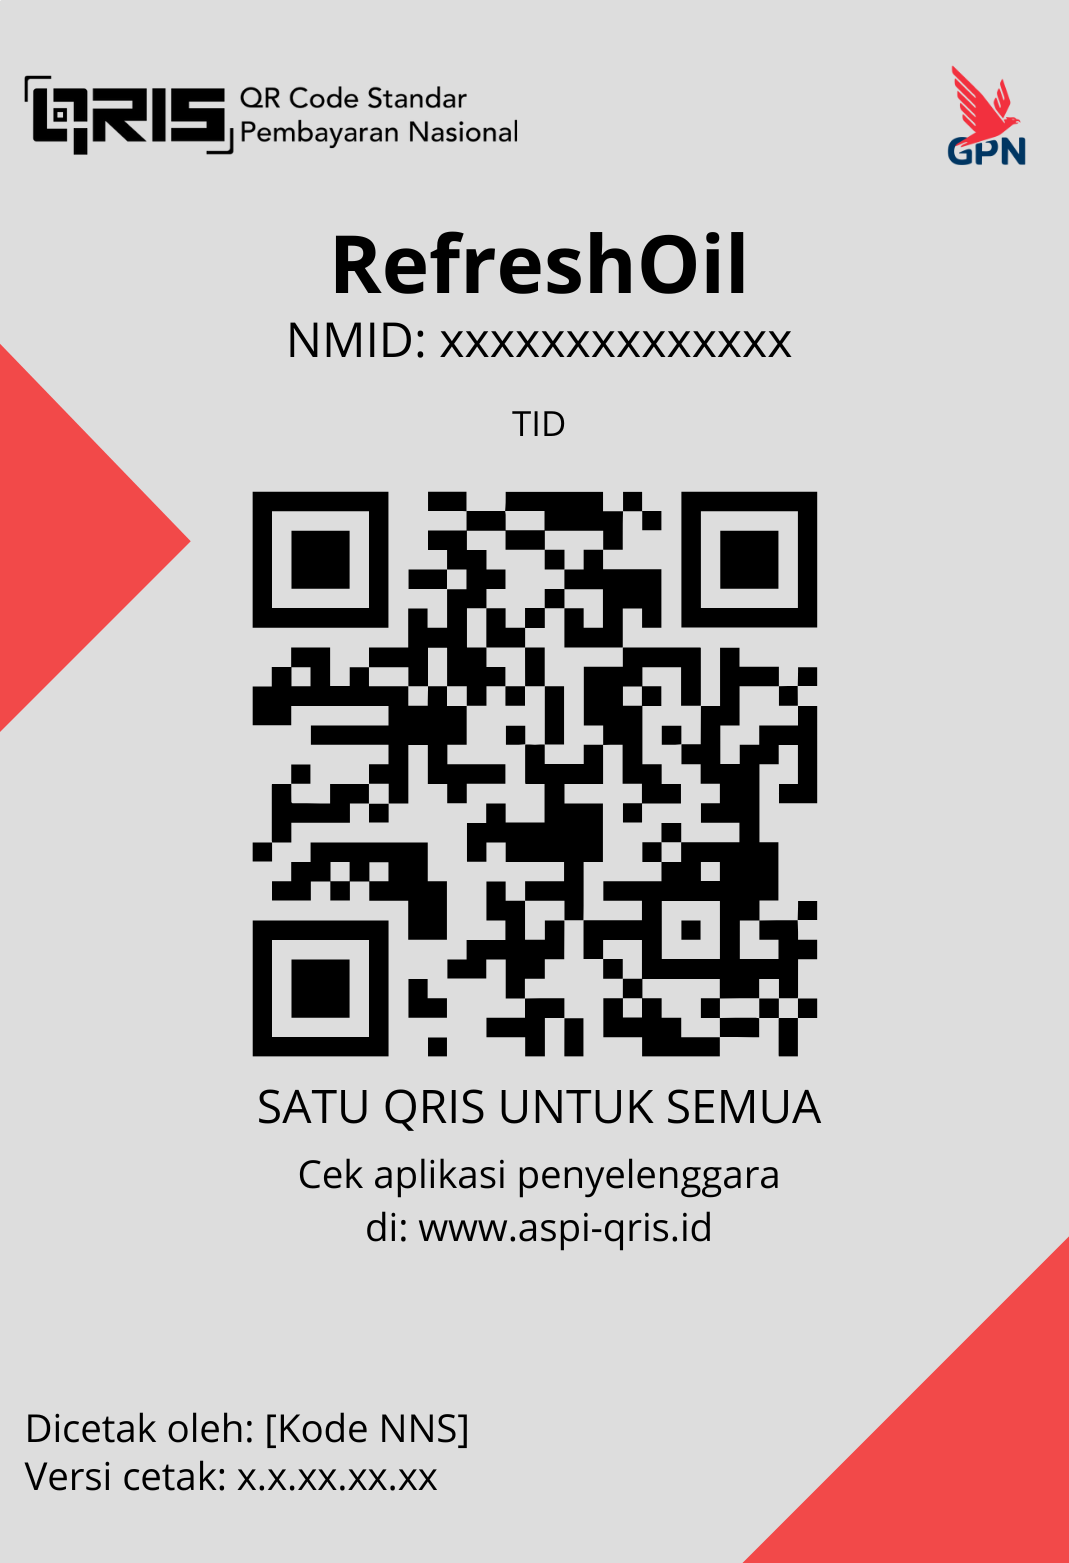 QRIS QR Code Standar
Pembayaran Nasional
GPN
RefreshOil
NMID: xxxxxxxxxxxxxx
TID
SATU QRIS UNTUK SEMUA
Cek aplikasi penyelenggara
di: www.aspi-qris.id
Dicetak oleh: [Kode NNS]
Versi cetak: x.x.xx.xx.xx